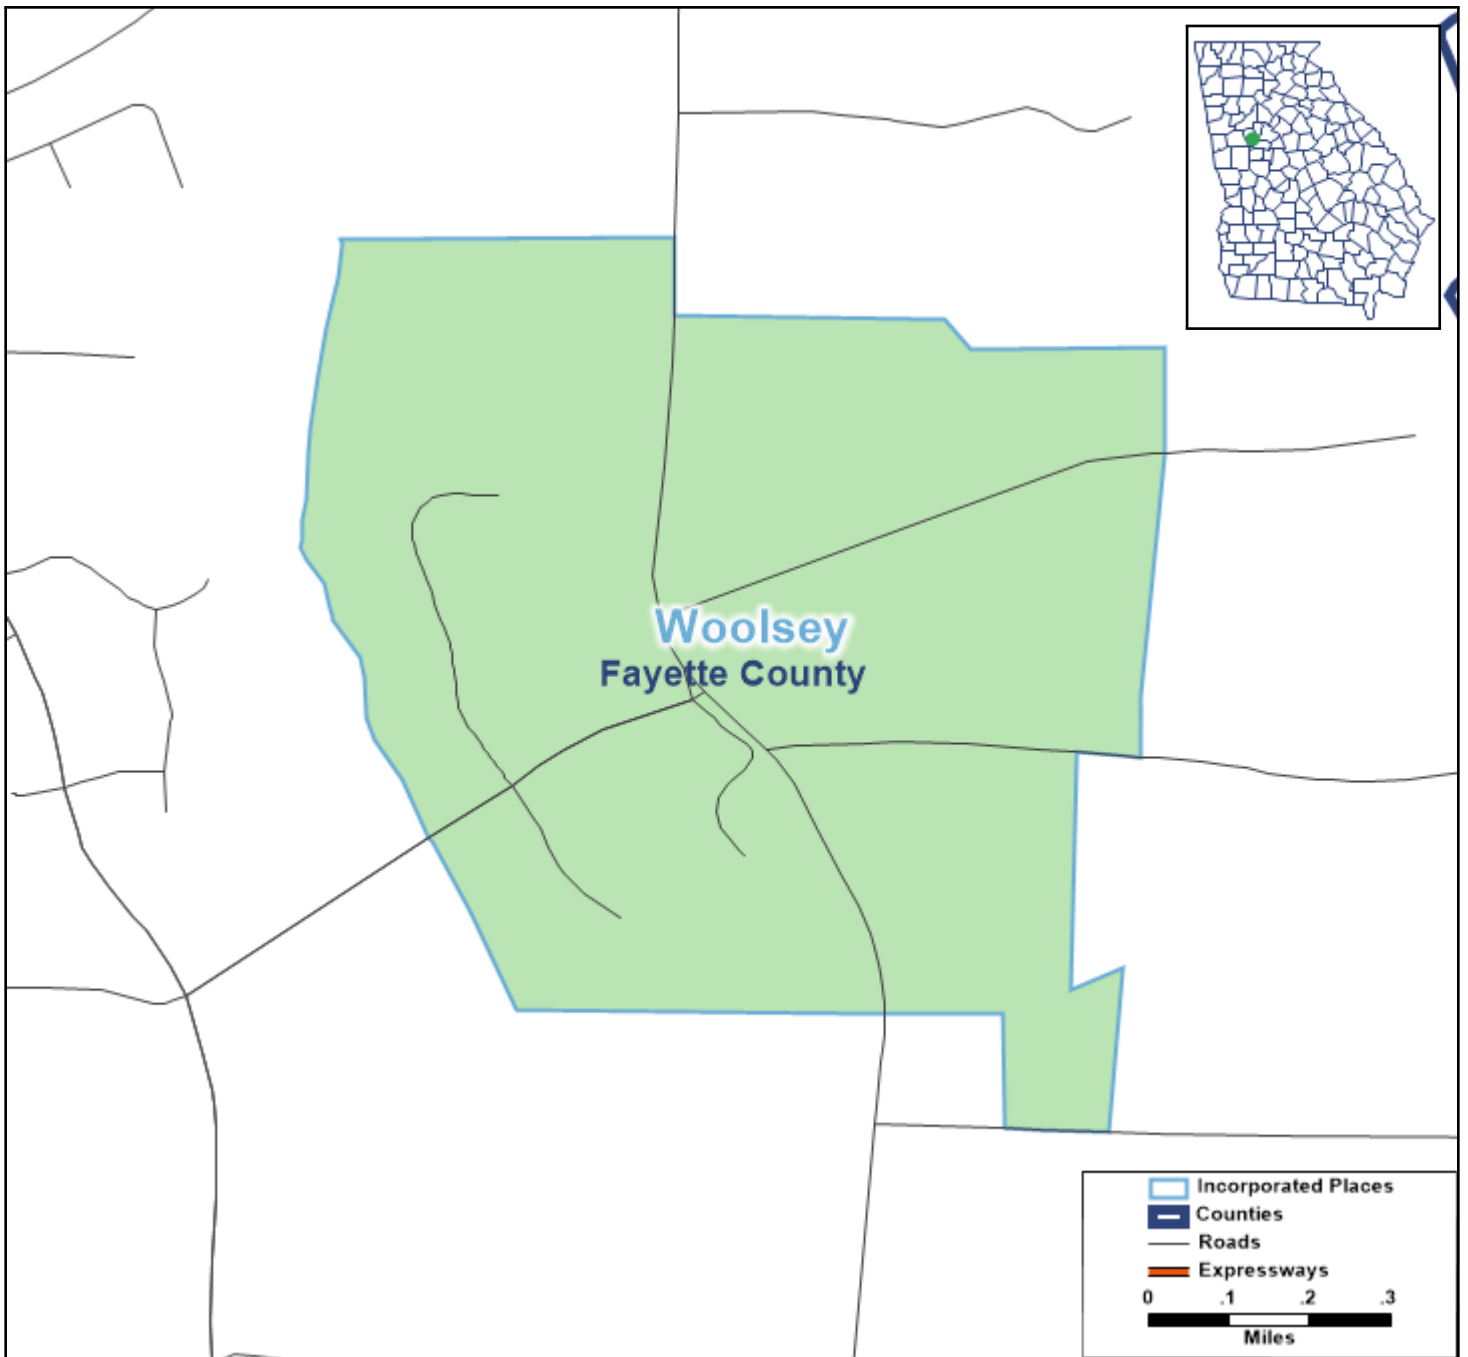 Woolsey
Fayette County
Incorporated Places
Counties
Roads
Expressways
0 .1 .2 .3
Miles